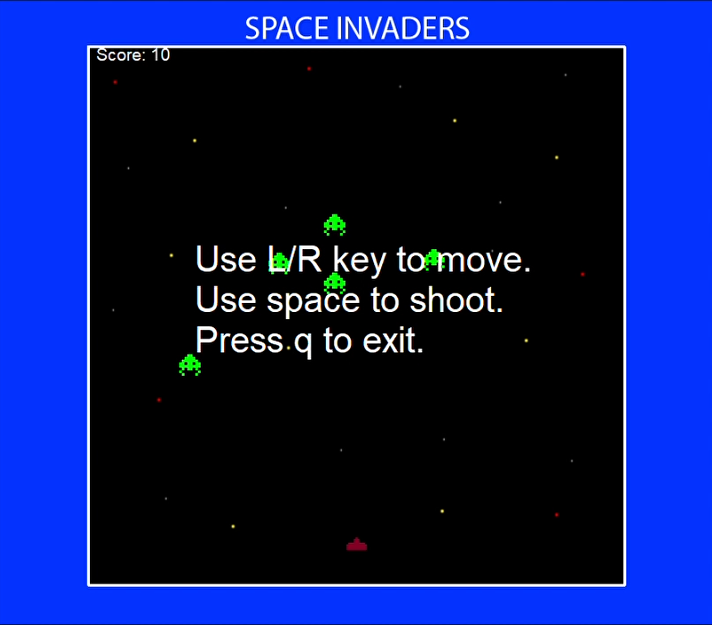 SPACE INVADERS
Score: 10
Use L/R key to move.
Use space to shoot.
Press q to exit.